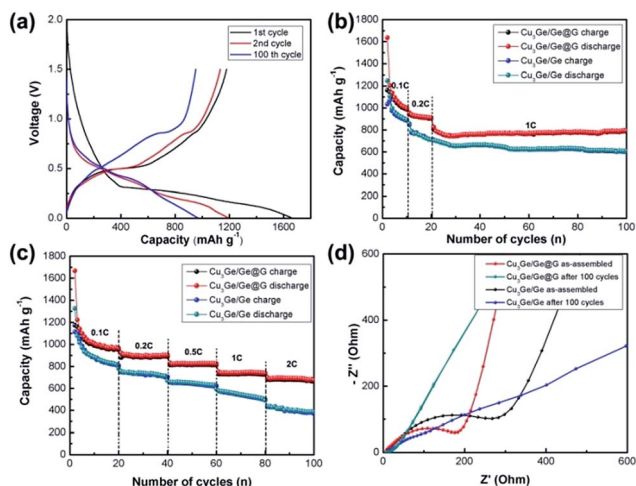 (a)
1st cycle
2nd cycle
100 th cycle
2.0
1.5
1.0
0.5
0.0
Voltage (V)
0 400 800 1200 1600
Capacity (mAh g⁻¹)
(b)
Cu₃Ge/Ge@G charge
Cu₃Ge/Ge@G discharge
Cu₃Ge/Ge charge
Cu₃Ge/Ge discharge
1800
1600
1400
1200
1000
800
600
400
200
0
Capacity (mAh g⁻¹)
0.1C
0.2C
1C
0 20 40 60 80 100
Number of cycles (n)
(c)
Cu₃Ge/Ge@G charge
Cu₃Ge/Ge@G discharge
Cu₃Ge/Ge charge
Cu₃Ge/Ge discharge
1800
1600
1400
1200
1000
800
600
400
200
0
Capacity (mAh g⁻¹)
0.1C
0.2C
0.5C
1C
2C
0 20 40 60 80 100
Number of cycles (n)
(d)
Cu₃Ge/Ge@G as-assembled
Cu₃Ge/Ge@G after 100 cycles
Cu₃Ge/Ge as-assembled
Cu₃Ge/Ge after 100 cycles
600
400
200
0
- Z'' (Ohm)
0 200 400 600
Z' (Ohm)